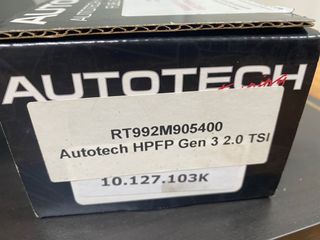 AUTOTECH
RT992M905400
Autotech HPFP Gen 3 2.0 TSI
10.127.103K